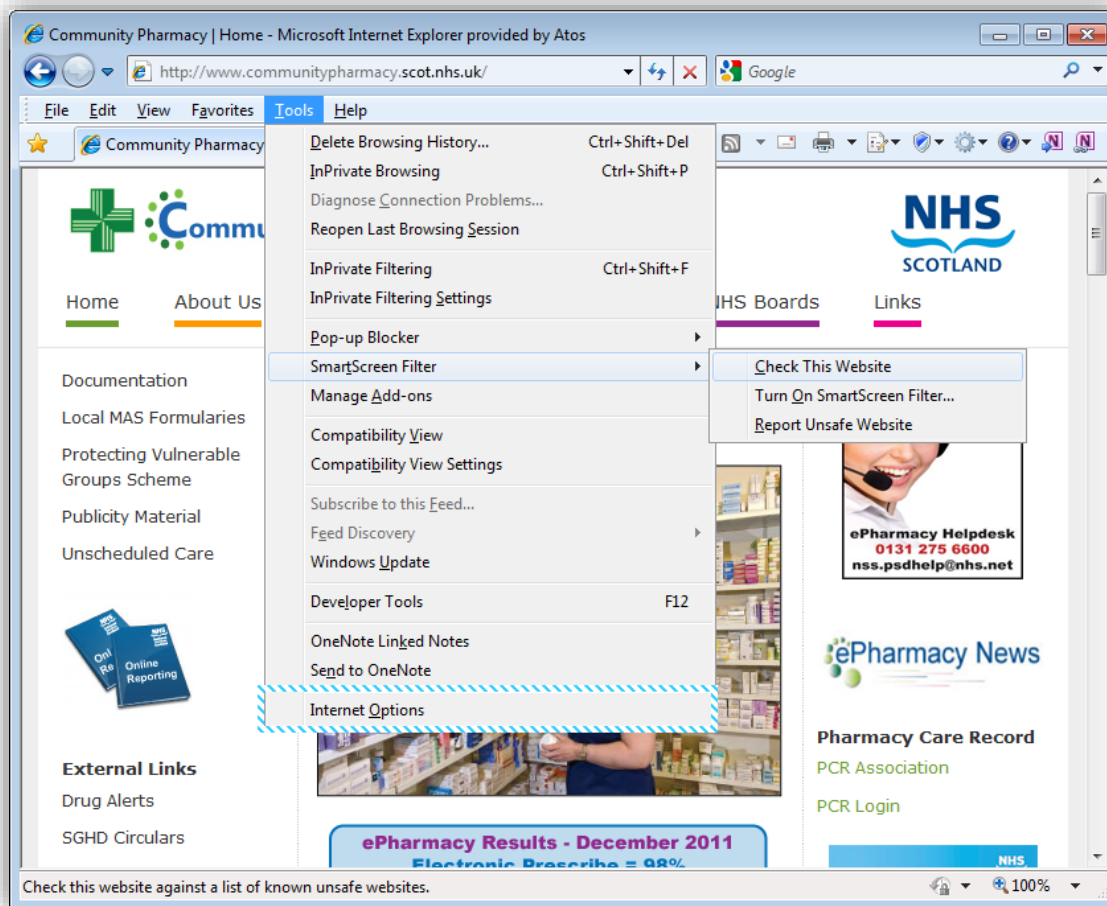 Community Pharmacy | Home - Microsoft Internet Explorer provided by Atos
http://www.communitypharmacy.scot.nhs.uk/
Google
File Edit View Favorites Tools Help
Community Pharmacy
Delete Browsing History... Ctrl+Shift+Del
InPrivate Browsing Ctrl+Shift+P
Diagnose Connection Problems...
Reopen Last Browsing Session
InPrivate Filtering Ctrl+Shift+F
InPrivate Filtering Settings
Pop-up Blocker
SmartScreen Filter
Manage Add-ons
Compatibility View
Compatibility View Settings
Subscribe to this Feed...
Feed Discovery
Windows Update
Developer Tools F12
OneNote Linked Notes
Send to OneNote
Internet Options
Check This Website
Turn On SmartScreen Filter...
Report Unsafe Website
Commu
NHS
SCOTLAND
Home About Us NHS Boards Links
Documentation
Local MAS Formularies
Protecting Vulnerable
Groups Scheme
Publicity Material
Unscheduled Care
NHS
Online
Reporting
External Links
Drug Alerts
SGHD Circulars
ePharmacy Results - December 2011
Electronic Prescribe = 98%
ePharmacy Helpdesk
0131 275 6600
nss.psdhelp@nhs.net
ePharmacy News
Pharmacy Care Record
PCR Association
PCR Login
NHS
Check this website against a list of known unsafe websites.
100%